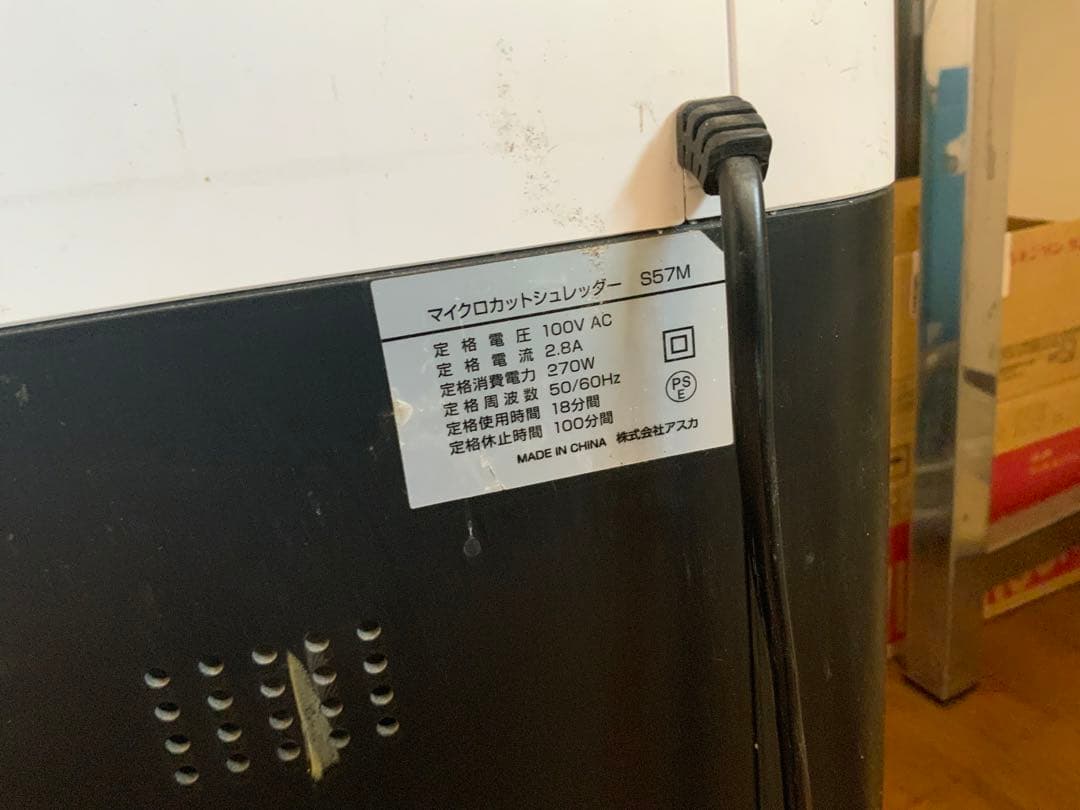 マイクロカットシュレッダー S57M
定格電圧 100V AC
定格電流 2.8A
定格消費電力 270W
定格周波数 50/60Hz
定格使用時間 18分間
定格休止時間 100分間
PS
E
MADE IN CHINA 株式会社アスカ